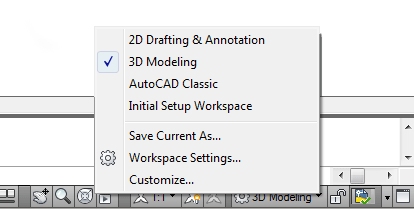 2D Drafting & Annotation
3D Modeling
AutoCAD Classic
Initial Setup Workspace
Save Current As...
Workspace Settings...
Customize...
1:1
3D Modeling